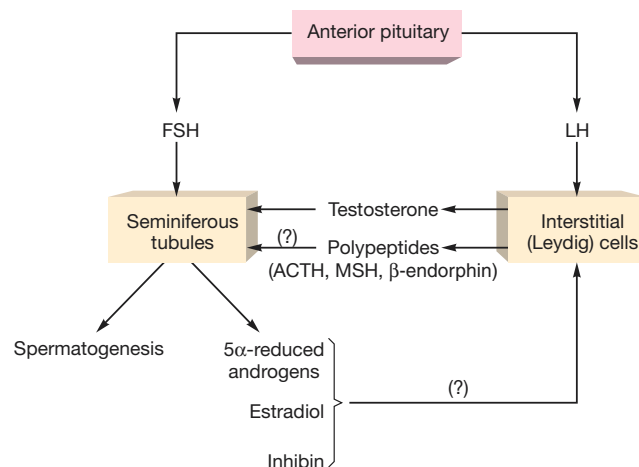 Anterior pituitary
FSH
LH
Seminiferous
tubules
Testosterone
(?)
Polypeptides
(ACTH, MSH, β-endorphin)
Interstitial
(Leydig) cells
Spermatogenesis
5α-reduced
androgens
Estradiol
Inhibin
(?)